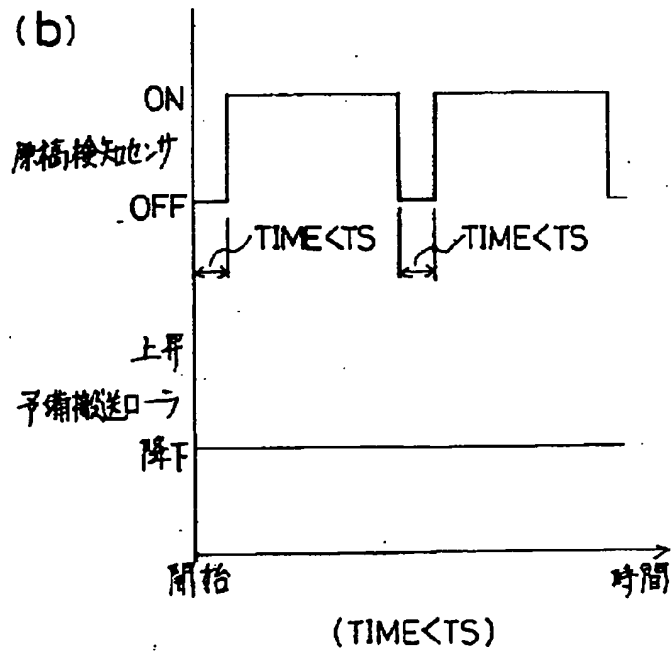 (b)
ON
原稿検知センサ
OFF
TIME<TS
TIME<TS
上昇
予備搬送ローラ
降下
開始
時間
(TIME<TS)